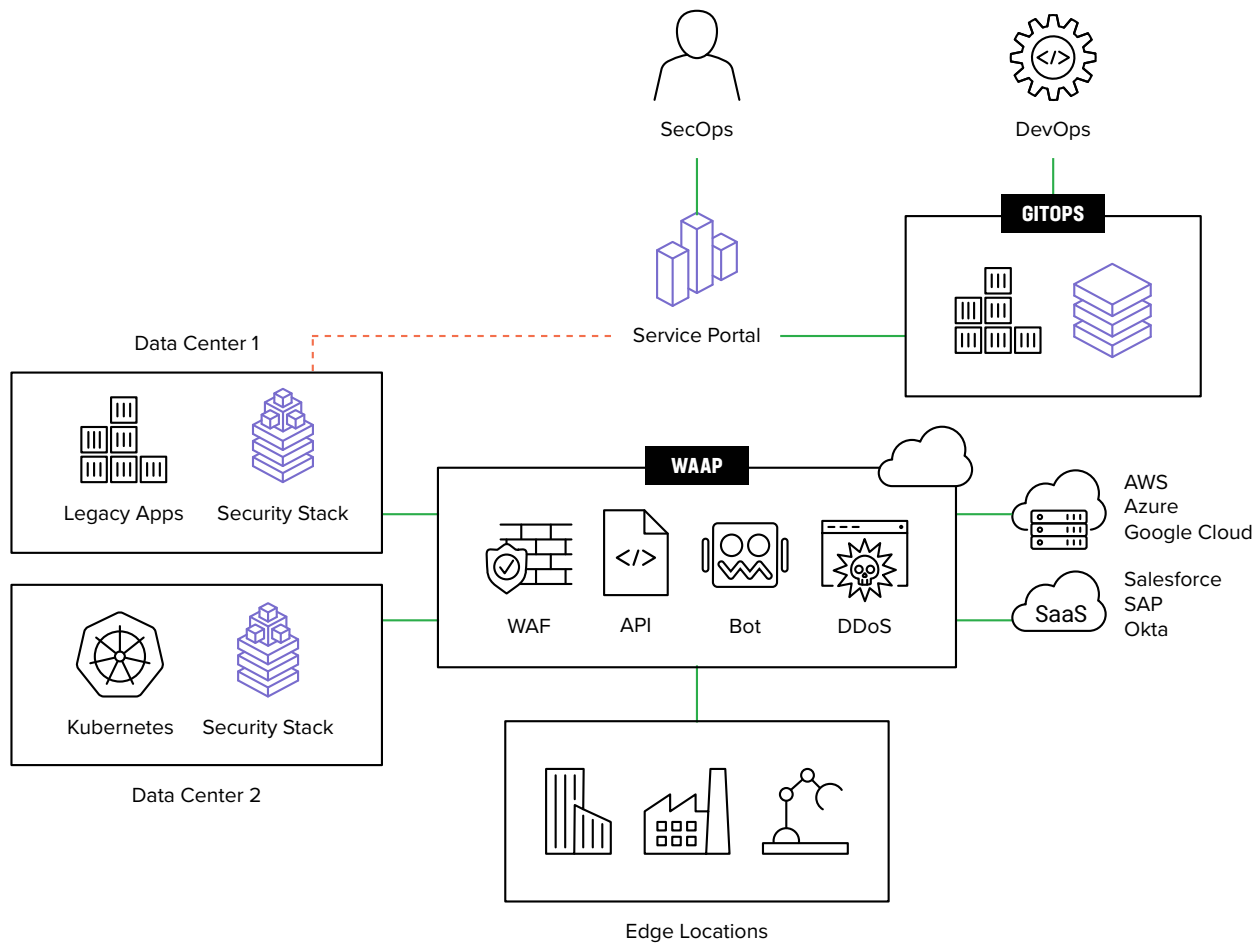 SecOps
DevOps
GITOPS
</>
Service Portal
Data Center 1
Legacy Apps
Security Stack
WAAP
</>
WAF
API
Bot
DDoS
AWS
Azure
Google Cloud
SaaS
Salesforce
SAP
Okta
Kubernetes
Security Stack
Data Center 2
Edge Locations